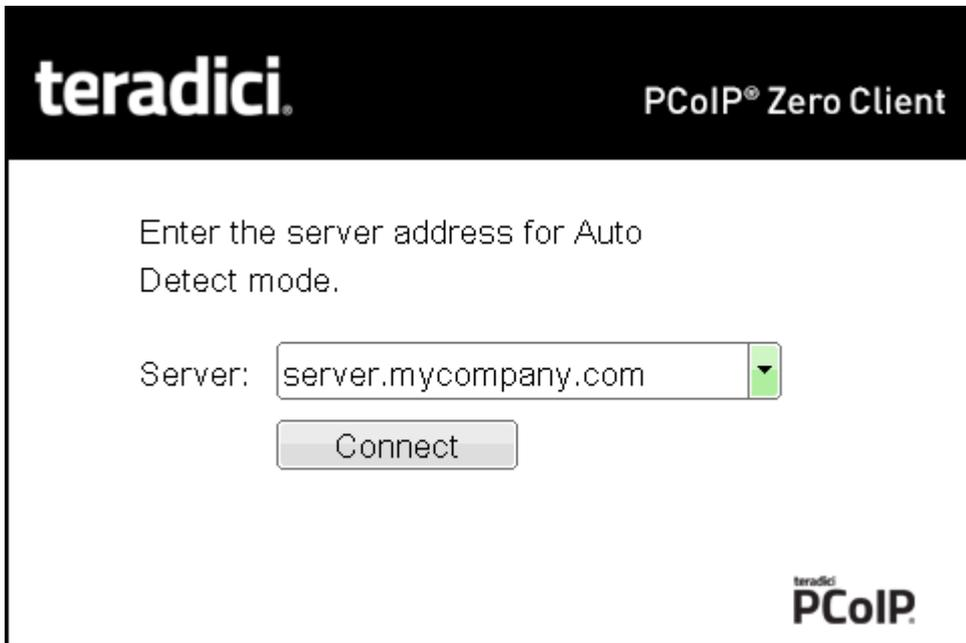 teradici®
PCoIP® Zero Client
Enter the server address for Auto
Detect mode.
Server: server.mycompany.com
Connect
teradici
PCoIP®